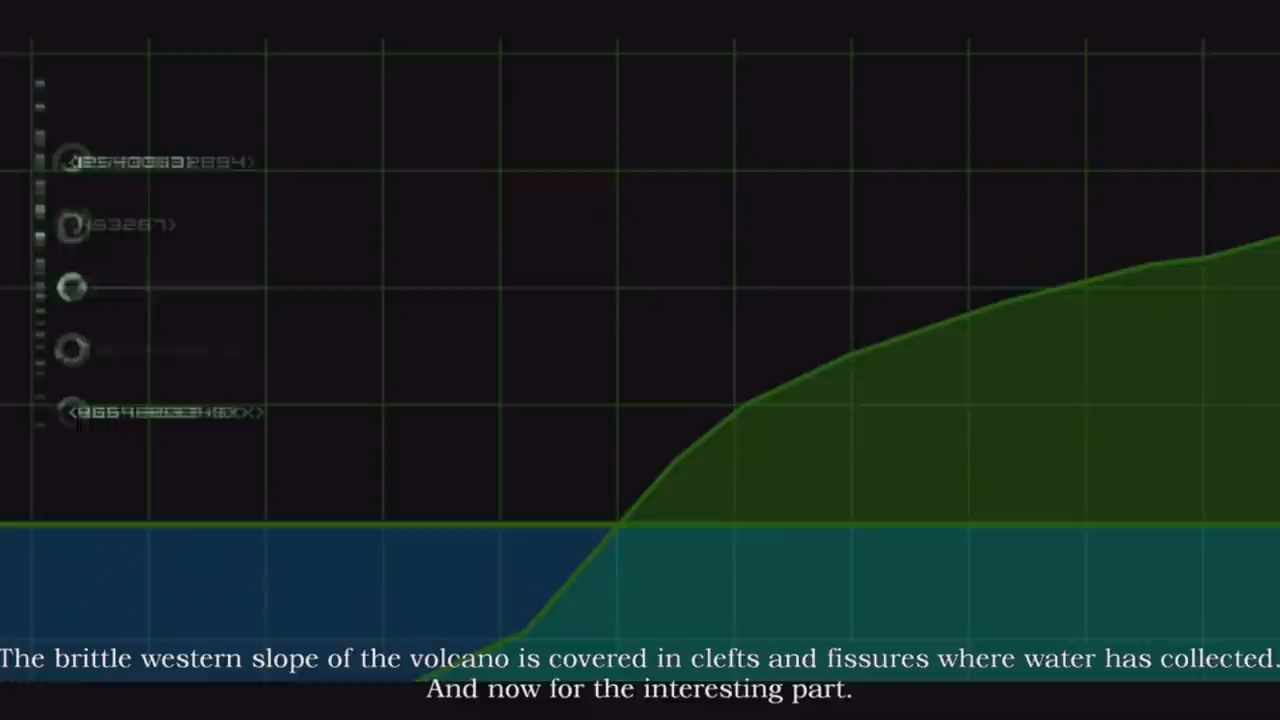 The brittle western slope of the volcano is covered in clefts and fissures where water has collected.
And now for the interesting part.